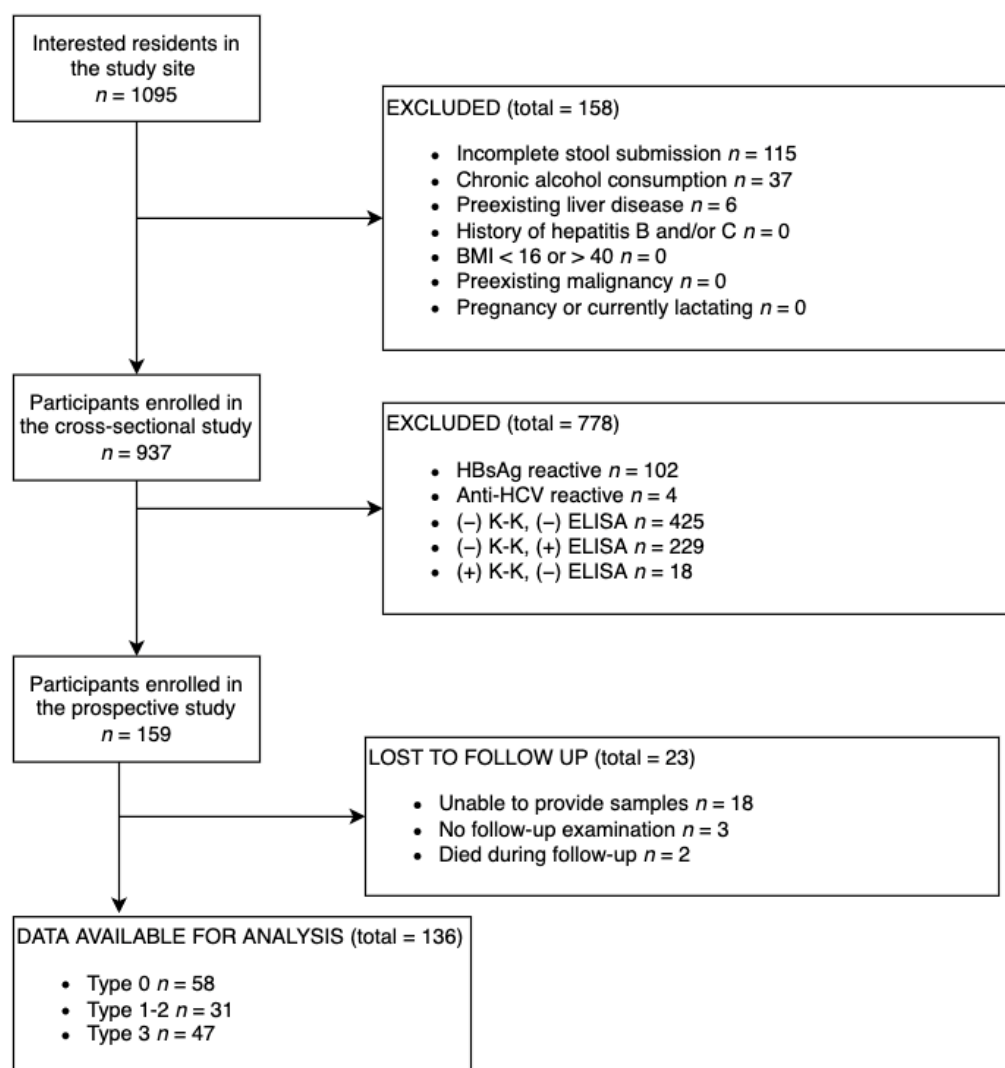 Interested residents in
the study site
n = 1095
EXCLUDED (total = 158)
• Incomplete stool submission n = 115
• Chronic alcohol consumption n = 37
• Preexisting liver disease n = 6
• History of hepatitis B and/or C n = 0
• BMI < 16 or > 40 n = 0
• Preexisting malignancy n = 0
• Pregnancy or currently lactating n = 0
Participants enrolled in
the cross-sectional study
n = 937
EXCLUDED (total = 778)
• HBsAg reactive n = 102
• Anti-HCV reactive n = 4
• (−) K-K, (−) ELISA n = 425
• (−) K-K, (+) ELISA n = 229
• (+) K-K, (−) ELISA n = 18
Participants enrolled in
the prospective study
n = 159
LOST TO FOLLOW UP (total = 23)
• Unable to provide samples n = 18
• No follow-up examination n = 3
• Died during follow-up n = 2
DATA AVAILABLE FOR ANALYSIS (total = 136)
• Type 0 n = 58
• Type 1-2 n = 31
• Type 3 n = 47